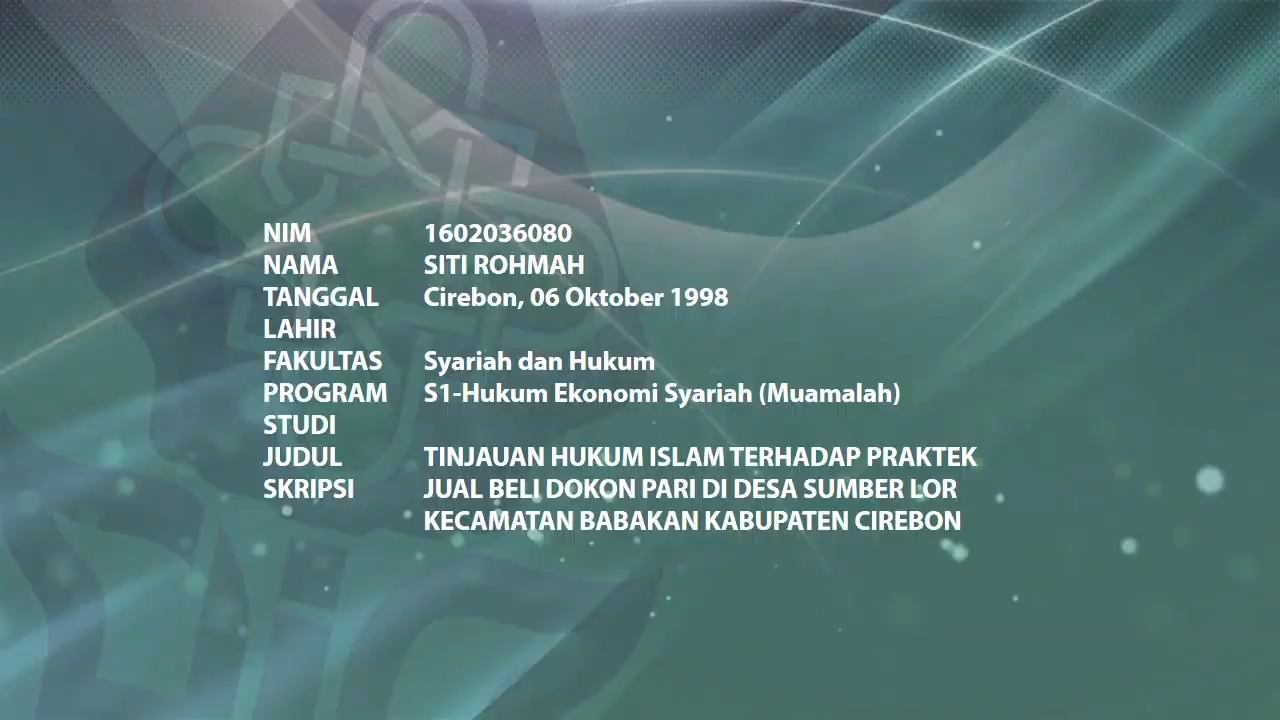 NIM 1602036080
NAMA SITI ROHMAH
TANGGAL Cirebon, 06 Oktober 1998
LAHIR
FAKULTAS Syariah dan Hukum
PROGRAM S1-Hukum Ekonomi Syariah (Muamalah)
STUDI
JUDUL TINJAUAN HUKUM ISLAM TERHADAP PRAKTEK
SKRIPSI JUAL BELI DOKON PARI DI DESA SUMBER LOR
KECAMATAN BABAKAN KABUPATEN CIREBON